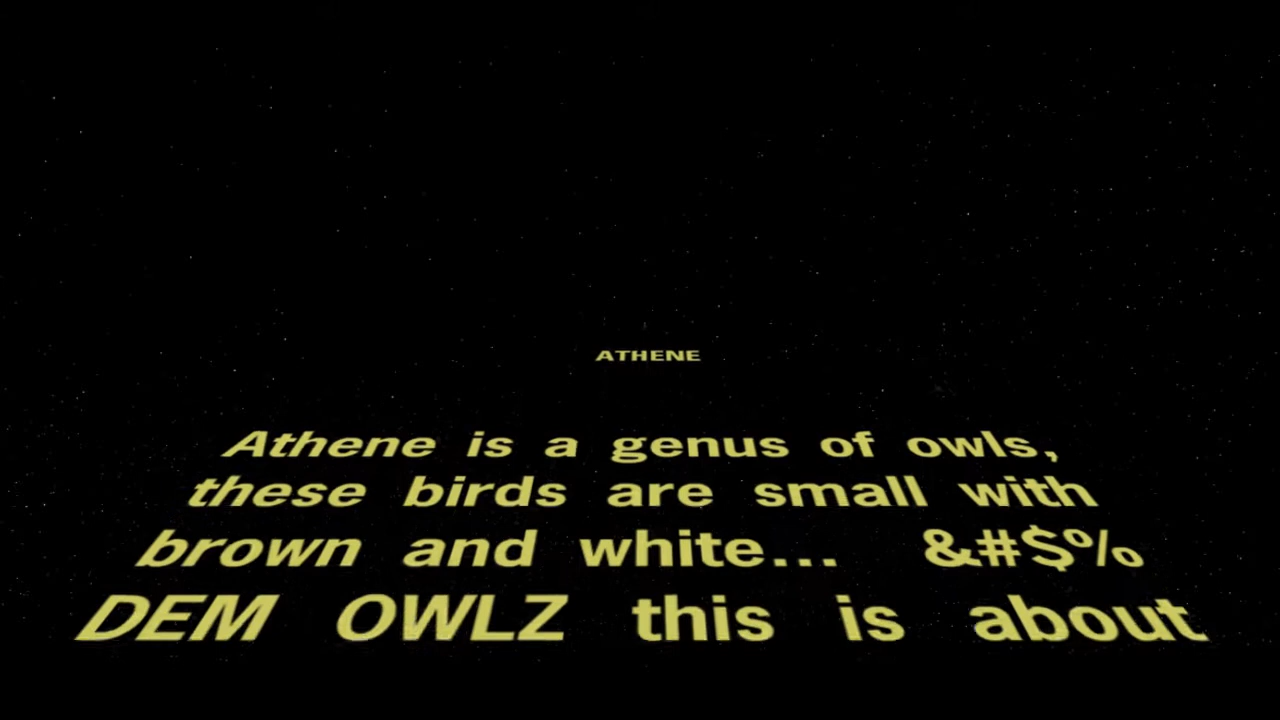 ATHENE
Athene is a genus of owls,
these birds are small with
brown and white... &#$%
DEM OWLZ this is about